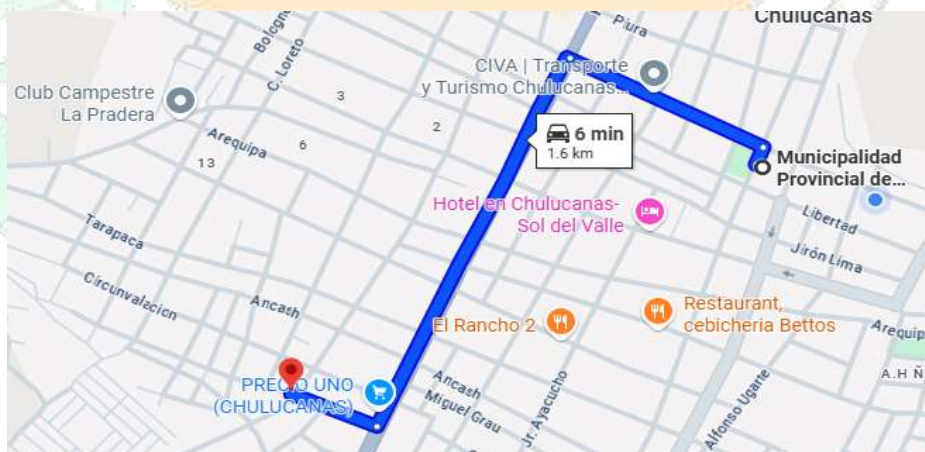 Chulucanas
Piura
Bologn
C. Loreto
CIVA | Transporte
y Turismo Chulucanas...
Club Campestre
La Pradera
3
2
6
13
Arequipa
6 min
1.6 km
Municipalidad
Provincial de...
Hotel en Chulucanas-
Sol del Valle
Libertad
Jirón Lima
Tarapaca
Circunvalacion
Ancash
El Rancho 2
Restaurant,
cebicheria Bettos
Arequip
A.H Ñ
PRECIO UNO
(CHULUCANAS)
Ancash
Miguel Grau
Jr. Ayacucho
Alfonso Ugarte